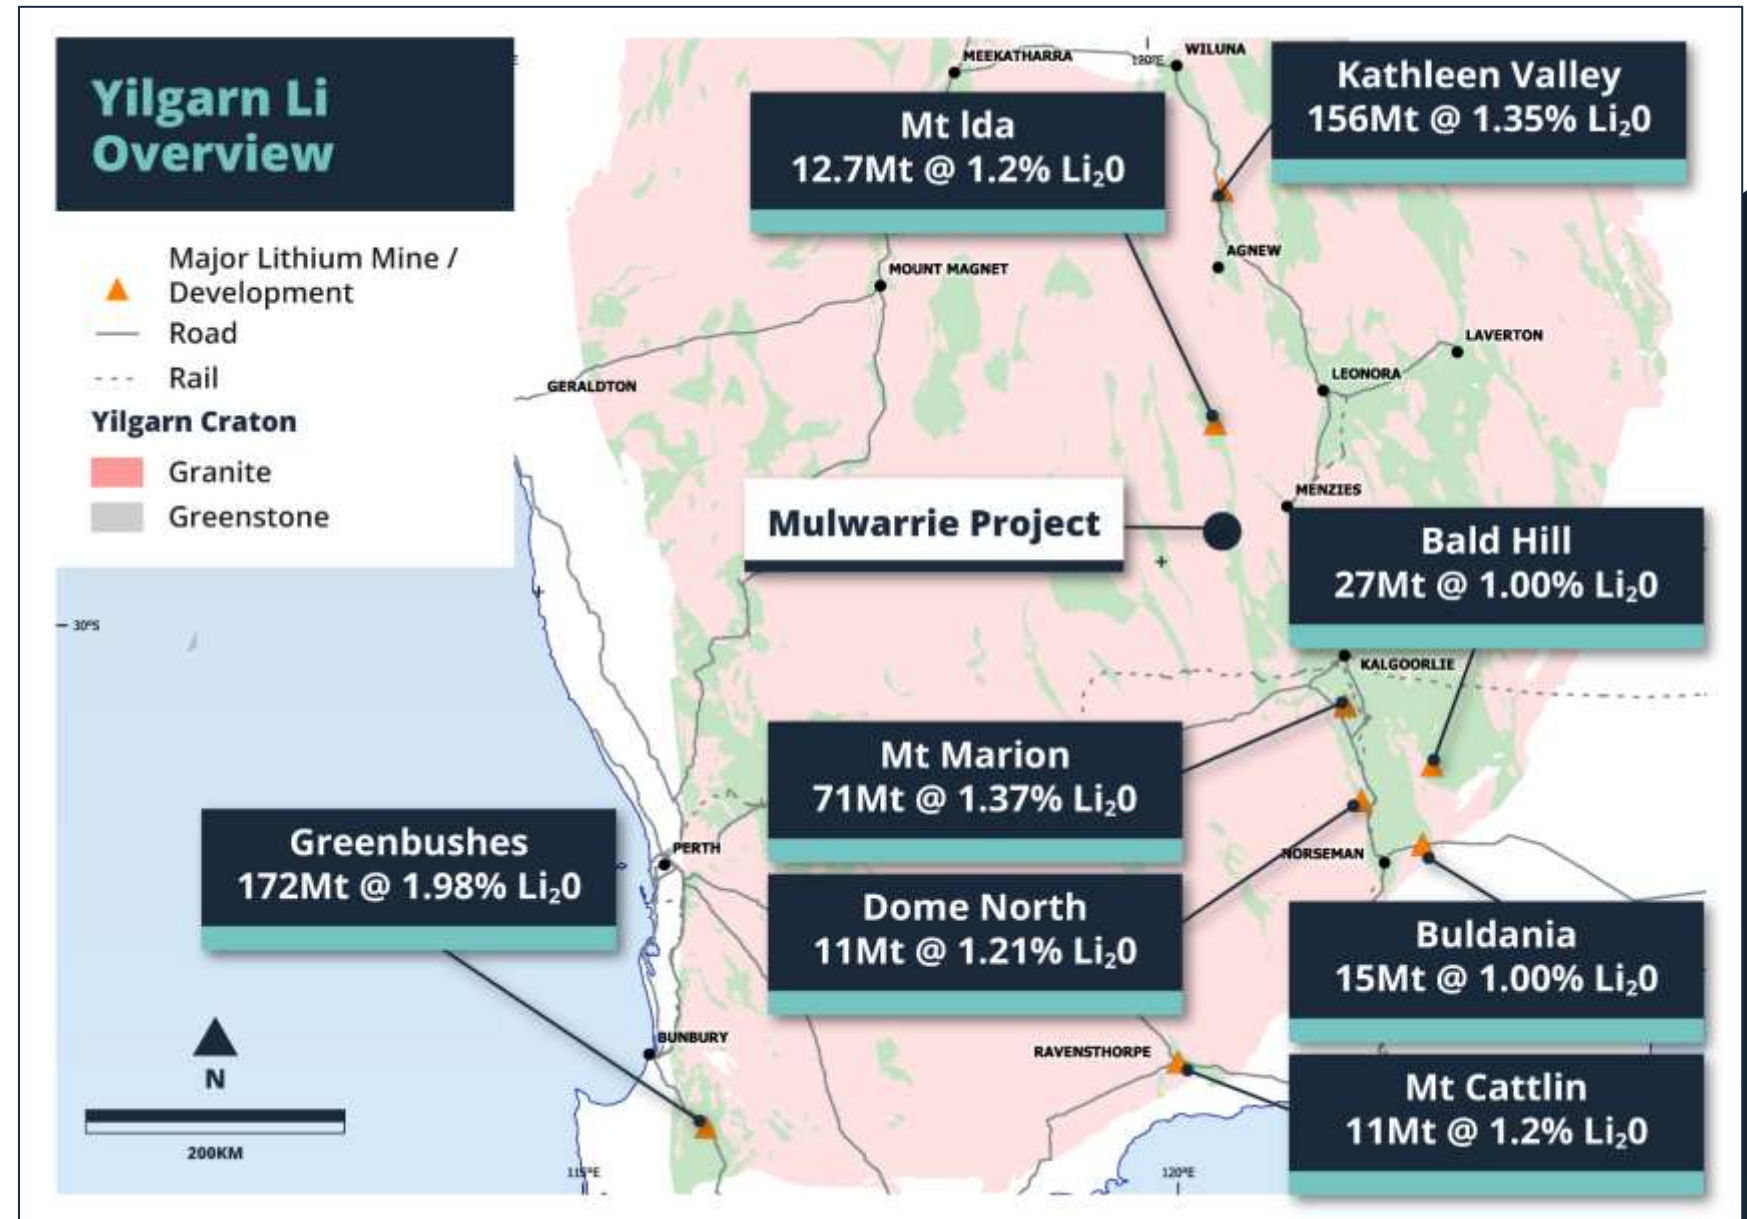 Yilgarn Li
Overview
Major Lithium Mine /
Development
Road
Rail
Yilgarn Craton
Granite
Greenstone
MEEKATHARRA
120°E
WILUNA
Kathleen Valley
156Mt @ 1.35% Li₂0
Mt Ida
12.7Mt @ 1.2% Li₂0
AGNEW
MOUNT MAGNET
LAVERTON
LEONORA
GERALDTON
MENZIES
Mulwarrie Project
Bald Hill
27Mt @ 1.00% Li₂0
30°S
KALGOORLIE
Mt Marion
71Mt @ 1.37% Li₂0
Greenbushes
172Mt @ 1.98% Li₂0
PERTH
NORSEMAN
Dome North
11Mt @ 1.21% Li₂0
Buldania
15Mt @ 1.00% Li₂0
BUNBURY
RAVENSTHORPE
Mt Cattlin
11Mt @ 1.2% Li₂0
N
200KM
115°E
120°E